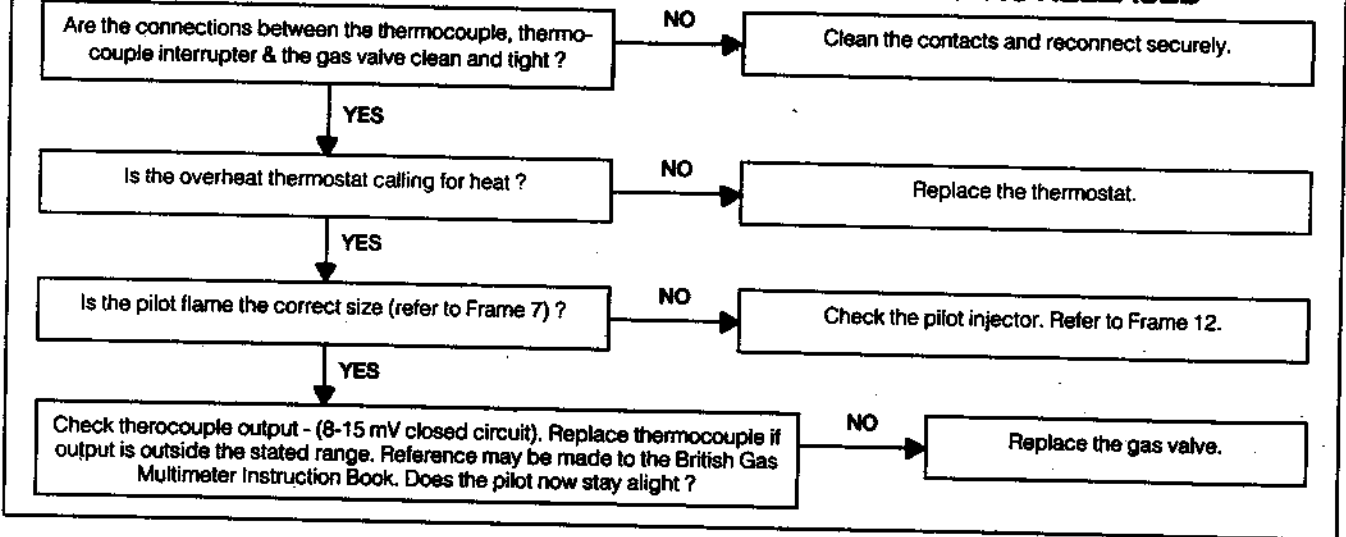 Are the connections between the thermocouple, thermo-
couple interrupter & the gas valve clean and tight ?
NO
Clean the contacts and reconnect securely.
YES
Is the overheat thermostat calling for heat ?
NO
Replace the thermostat.
YES
Is the pilot flame the correct size (refer to Frame 7) ?
NO
Check the pilot injector. Refer to Frame 12.
YES
Check therocouple output - (8-15 mV closed circuit). Replace thermocouple if
output is outside the stated range. Reference may be made to the British Gas
Multimeter Instruction Book. Does the pilot now stay alight ?
NO
Replace the gas valve.